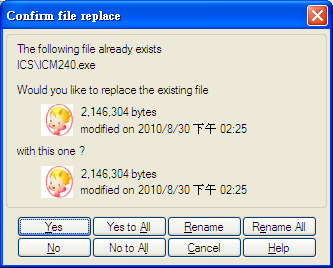 Confirm file replace
The following file already exists
ICS\ICM240.exe
Would you like to replace the existing file
2,146,304 bytes
modified on 2010/8/30 下午 02:25
with this one ?
2,146,304 bytes
modified on 2010/8/30 下午 02:25
Yes Yes to All Rename Rename All
No No to All Cancel Help